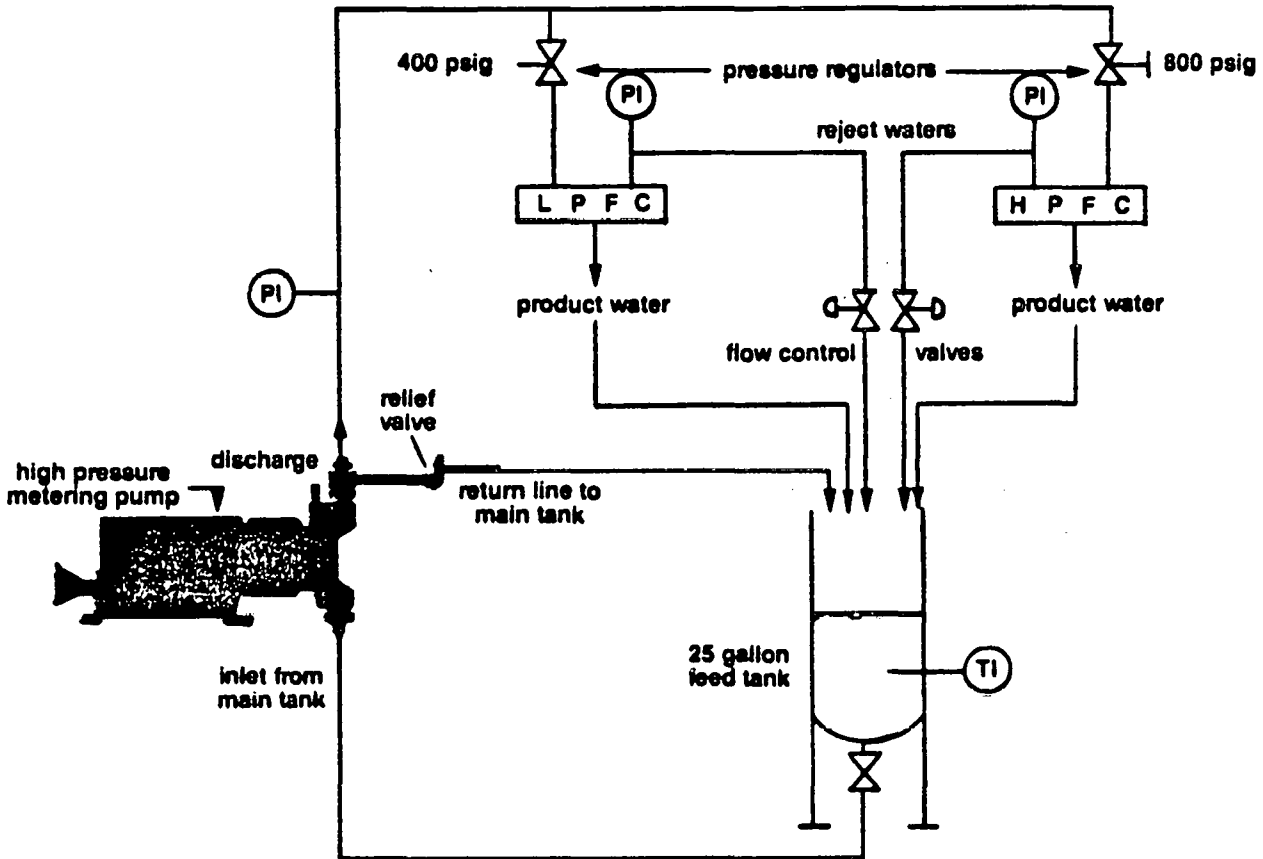 400 psig
pressure regulators
800 psig
PI
PI
reject waters
L P F C
H P F C
PI
product water
product water
flow control
valves
relief
valve
discharge
high pressure
metering pump
return line to
main tank
25 gallon
feed tank
TI
inlet from
main tank